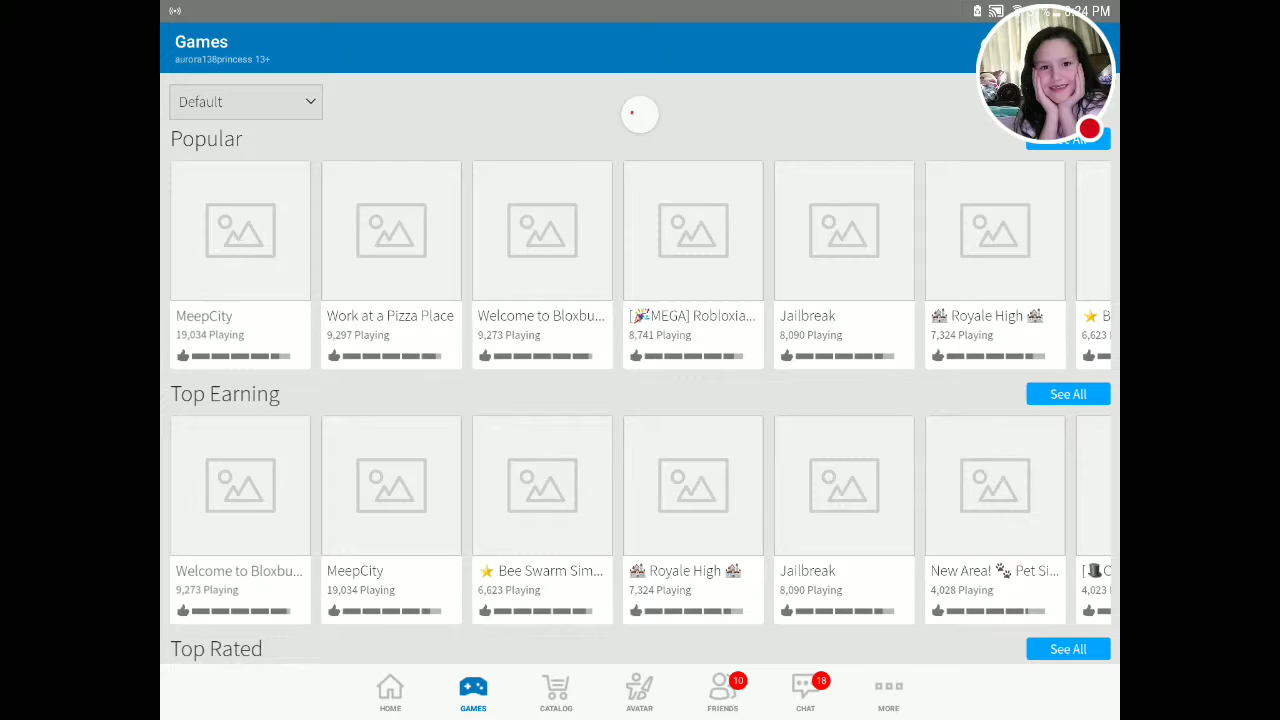 8:24 PM
Games
aurora138princess 13+
Default
Popular
MeepCity
19,034 Playing
Work at a Pizza Place
9,297 Playing
Welcome to Bloxbu...
9,273 Playing
[🎉MEGA] Robloxia...
8,741 Playing
Jailbreak
8,090 Playing
🏰 Royale High 🏰
7,324 Playing
⭐ B
6,623
Top Earning
See All
Welcome to Bloxbu...
9,273 Playing
MeepCity
19,034 Playing
⭐ Bee Swarm Sim...
6,623 Playing
🏰 Royale High 🏰
7,324 Playing
Jailbreak
8,090 Playing
New Area! 🐾 Pet Si...
4,028 Playing
[🎩C
4,023
Top Rated
See All
10
18
HOME
GAMES
CATALOG
AVATAR
FRIENDS
CHAT
MORE